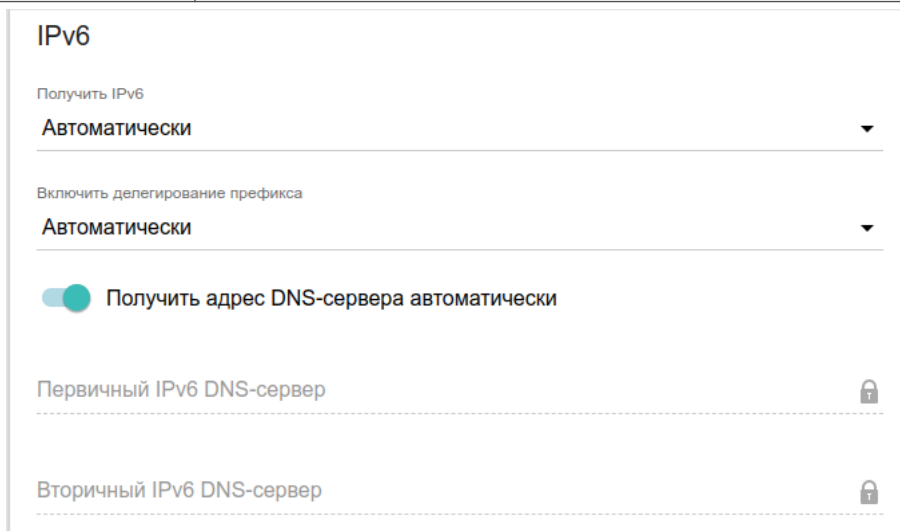 IPv6
Получить IPv6
Автоматически
Включить делегирование префикса
Автоматически
Получить адрес DNS-сервера автоматически
Первичный IPv6 DNS-сервер
Вторичный IPv6 DNS-сервер